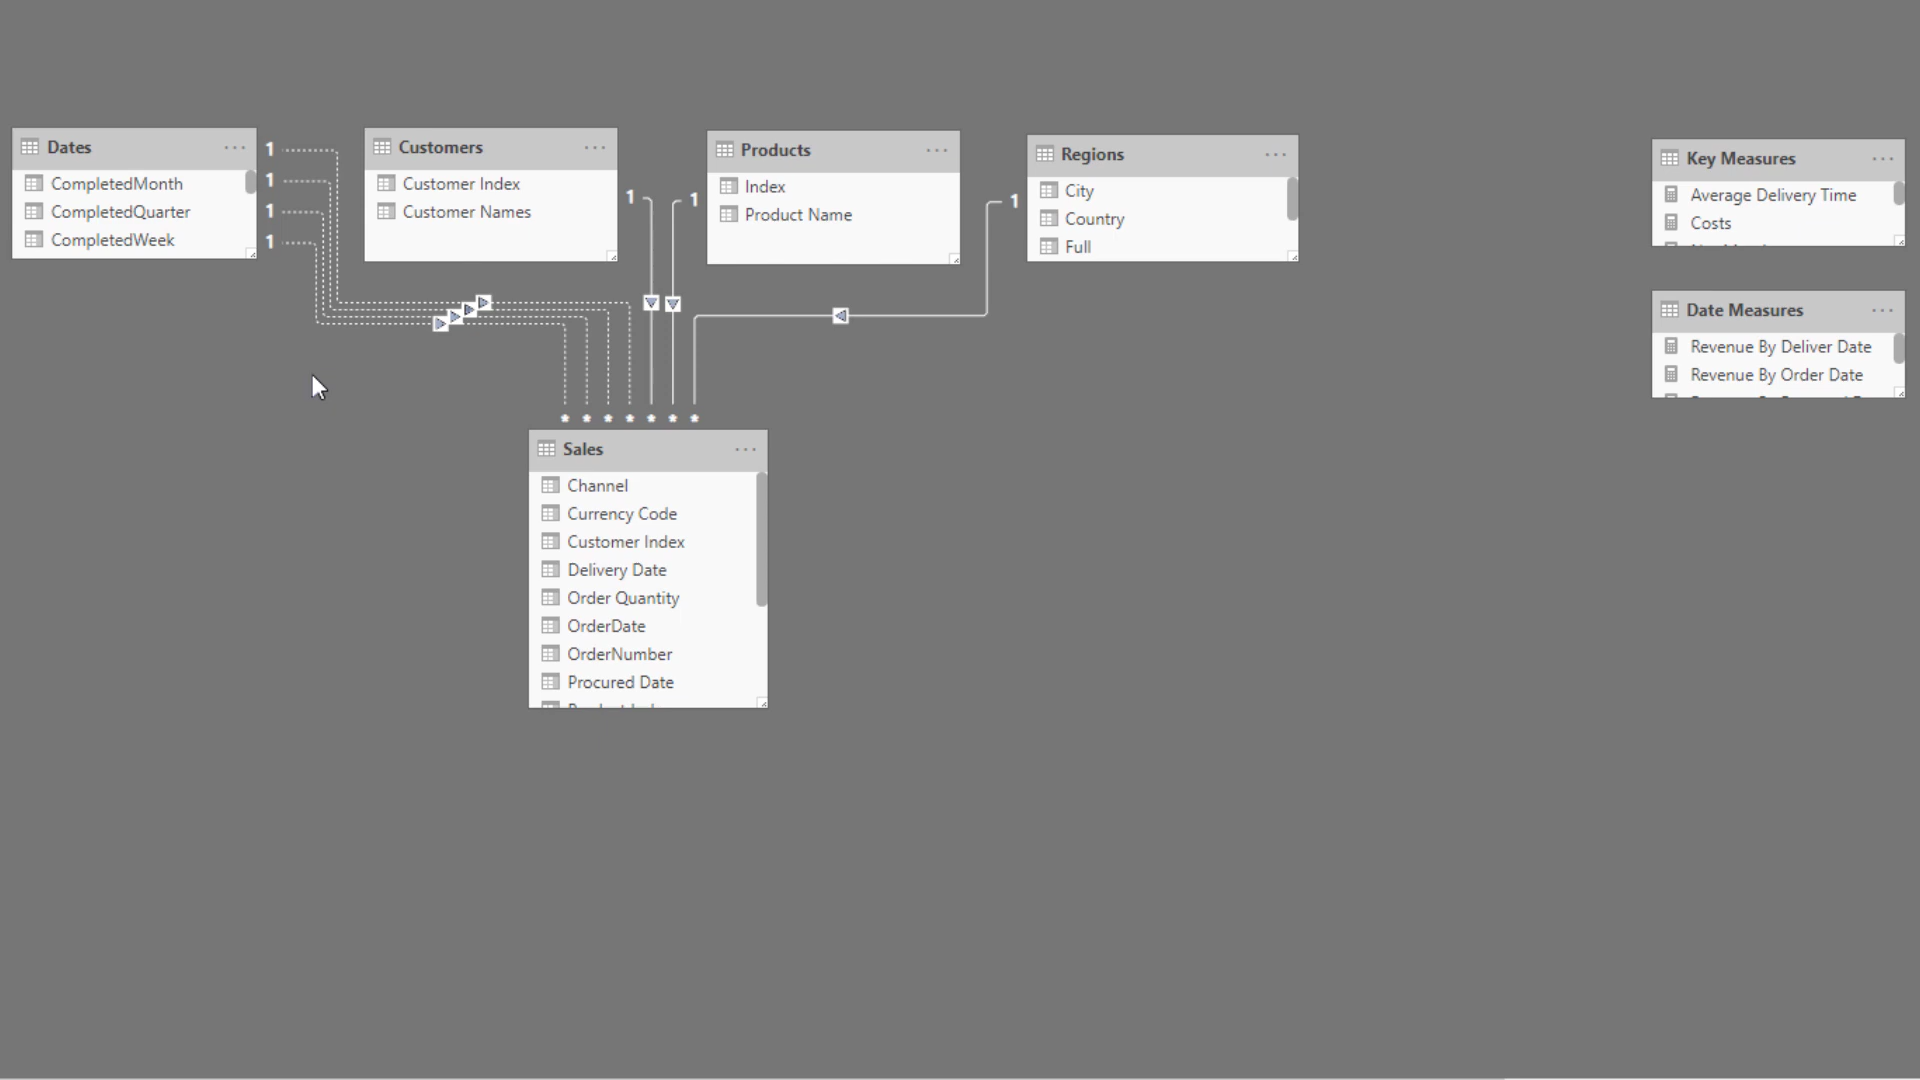 Dates
CompletedMonth
CompletedQuarter
CompletedWeek
1
1
1
1
Customers
Customer Index
Customer Names
1
1
Products
Index
Product Name
Regions
City
Country
Full
1
Key Measures
Average Delivery Time
Costs
Date Measures
Revenue By Deliver Date
Revenue By Order Date
* * * * * * *
Sales
Channel
Currency Code
Customer Index
Delivery Date
Order Quantity
OrderDate
OrderNumber
Procured Date